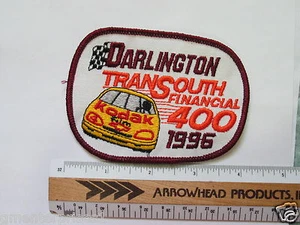 DARLINGTON
TRANSOUTH
FINANCIAL
400
Kodak
1996
ARROWHEAD PRODUCTS, I